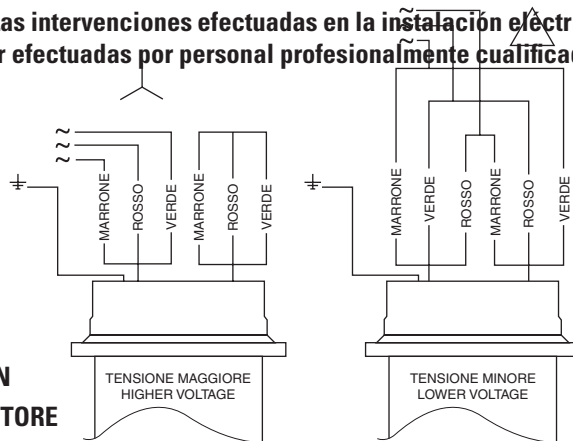 as intervenciones efectuadas en la instalación eléctri
r efectuadas por personal profesionalmente cualificad
~
~
~
MARRONE
ROSSO
VERDE
MARRONE
ROSSO
VERDE
TENSIONE MAGGIORE
HIGHER VOLTAGE
~
~
~
MARRONE
VERDE
ROSSO
MARRONE
ROSSO
VERDE
TENSIONE MINORE
LOWER VOLTAGE
N
TORE